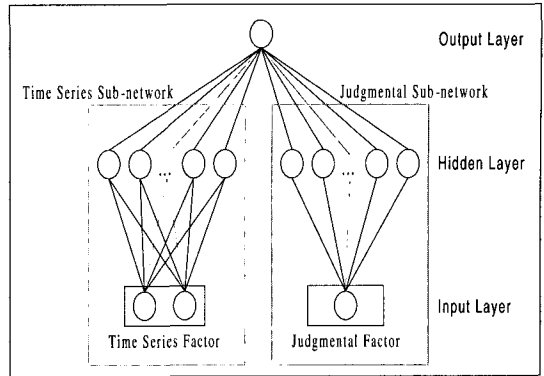 Output Layer
Time Series Sub-network
Judgmental Sub-network
...
...
Hidden Layer
Input Layer
Time Series Factor
Judgmental Factor